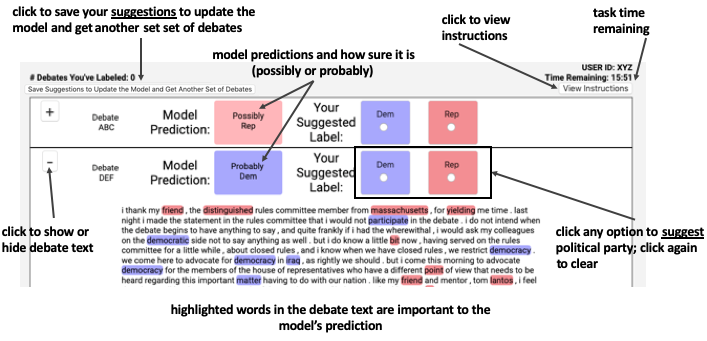 click to save your suggestions to update the
model and get another set set of debates
click to view
instructions
task time
remaining
model predictions and how sure it is
(possibly or probably)
USER ID: XYZ
# Debates You've Labeled: 0
Time Remaining: 15:51
Save Suggestions to Update the Model and Get Another Set of Debates
View Instructions
+
Debate
ABC
Model
Prediction:
Possibly
Rep
Your
Suggested
Label:
Dem
Rep
-
Debate
DEF
Model
Prediction:
Probably
Dem
Your
Suggested
Label:
Dem
Rep
click to show or
hide debate text
i thank my friend , the distinguished rules committee member from massachusetts , for yielding me time . last
night i made the statement in the rules committee that i would not participate in the debate . i do not intend when
the debate begins to have anything to say , and quite frankly if i had the wherewithal , i would ask my colleagues
on the democratic side not to say anything as well . but i do know a little bit now , having served on the rules
committee for a little while , about closed rules , and i know when we have closed rules , we restrict democracy .
we come here to advocate for democracy in iraq , as rightly we should . but i come this morning to advocate
democracy for the members of the house of representatives who have a different point of view that needs to be
heard regarding this important matter having to do with our nation . like my friend and mentor , tom lantos , i feel
click any option to suggest
political party; click again
to clear
highlighted words in the debate text are important to the
model's prediction